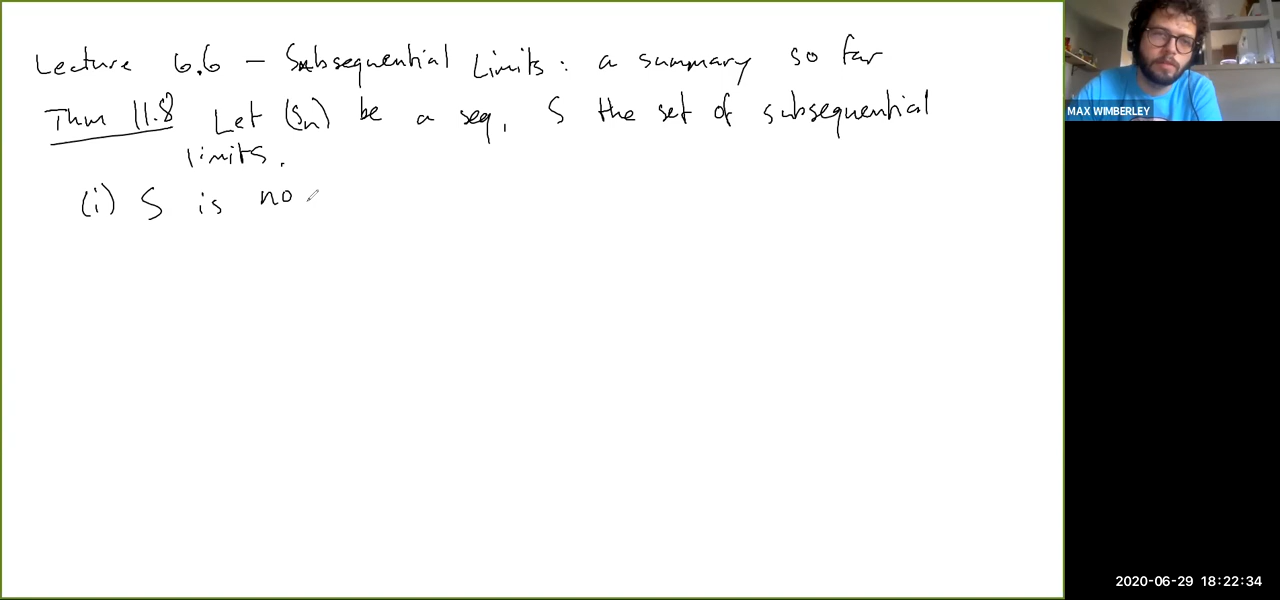 Lecture 6.6 – Subsequential Limits: a summary so far
Thm 11.8 Let (Sn) be a seq, S the set of subsequential
limits.
(i) S is no
MAX WIMBERLEY
2020-06-29 18:22:34